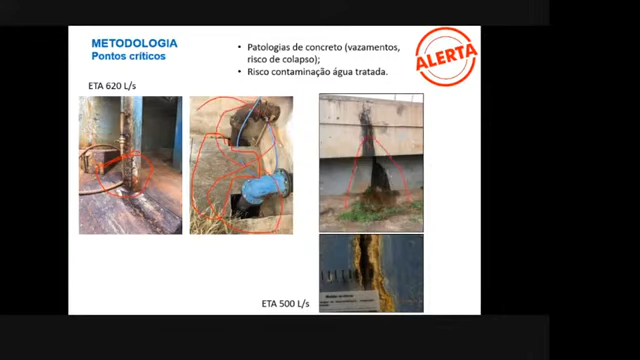 METODOLOGIA
Pontos críticos
• Patologias de concreto (vazamentos,
risco de colapso);
• Risco contaminação água tratada.
ALERTA
ETA 620 L/s
ETA 500 L/s